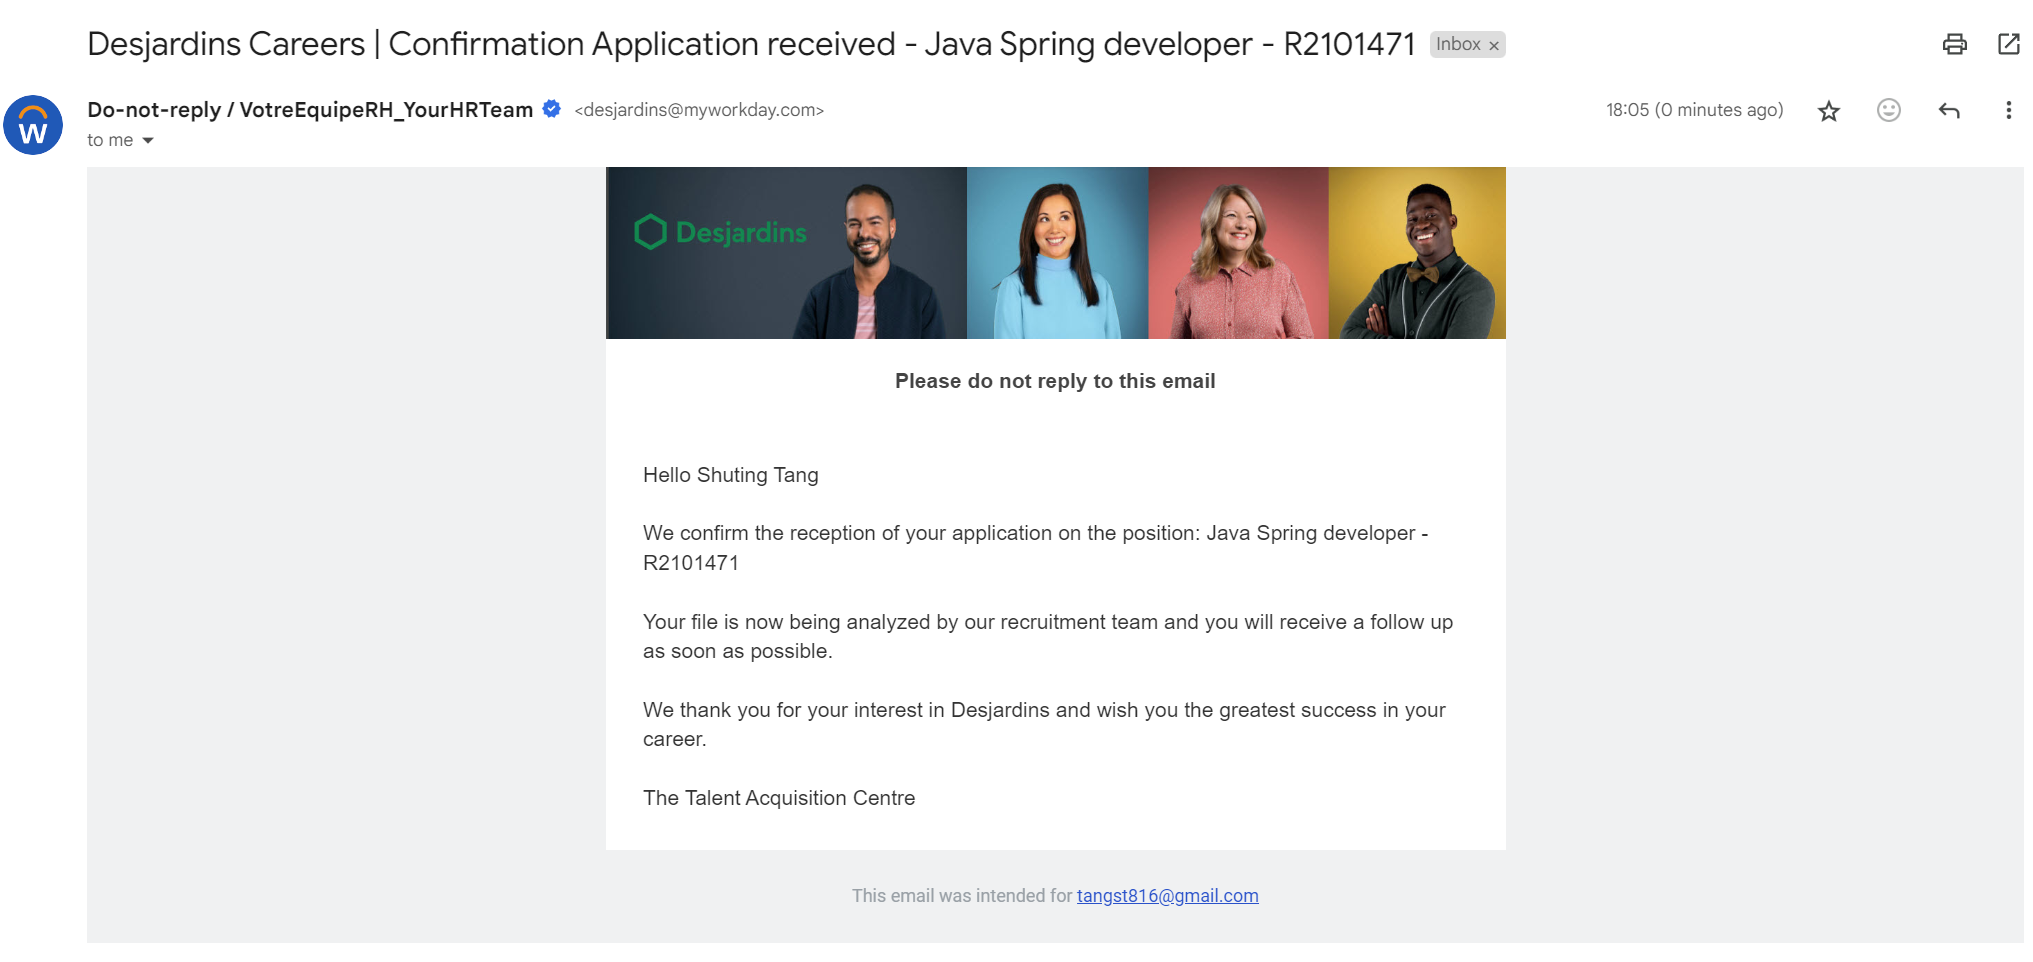 Desjardins Careers | Confirmation Application received - Java Spring developer - R2101471 Inbox ×
Do-not-reply / VotreEquipeRH_YourHRTeam <desjardins@myworkday.com> 18:05 (0 minutes ago)
to me
W
Desjardins
Please do not reply to this email
Hello Shuting Tang
We confirm the reception of your application on the position: Java Spring developer -
R2101471
Your file is now being analyzed by our recruitment team and you will receive a follow up
as soon as possible.
We thank you for your interest in Desjardins and wish you the greatest success in your
career.
The Talent Acquisition Centre
This email was intended for tangst816@gmail.com